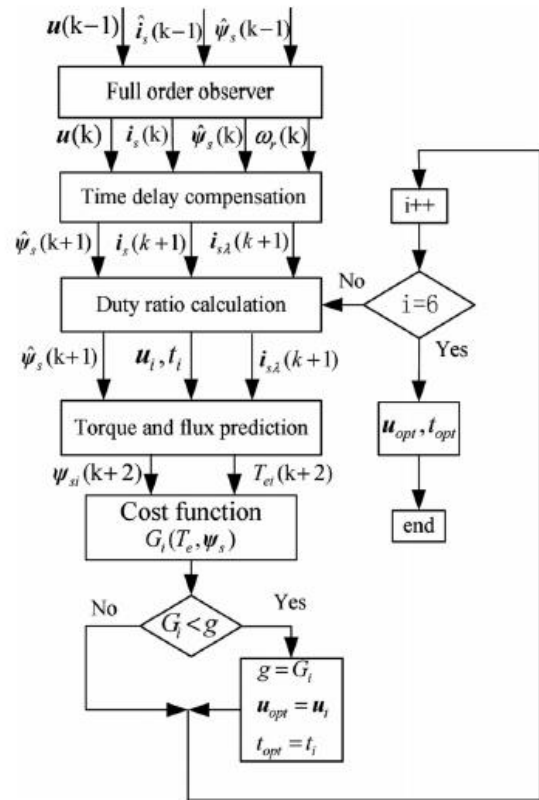 u(k−1) î_s(k−1) ψ̂_s(k−1)
Full order observer
u(k) i_s(k) ψ̂_s(k) ω_r(k)
Time delay compensation
ψ̂_s(k+1) i_s(k+1) i_sλ(k+1)
Duty ratio calculation
ψ̂_s(k+1) u_i, t_i i_sλ(k+1)
Torque and flux prediction
ψ_si(k+2) T_ei(k+2)
Cost function
G_i(T_e, ψ_s)
No
Yes
G_i<g
g=G_i
u_opt = u_i
t_opt = t_i
i++
No
i=6
Yes
u_opt, t_opt
end